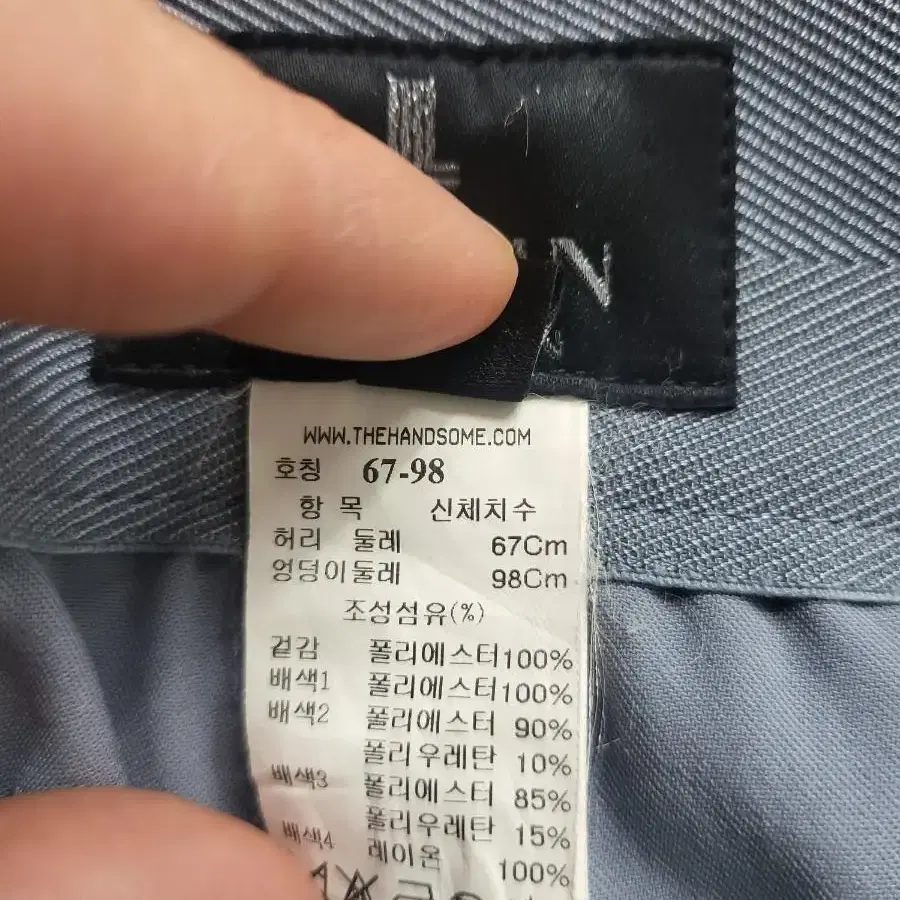 WWW.THEHANDSOME.COM
호칭 67-98
항 목 신체치수
허리 둘레 67Cm
엉덩이둘레 98Cm
조성섬유(%)
겉감 폴리에스터100%
배색1 폴리에스터100%
배색2 폴리에스터 90%
폴리우레탄 10%
배색3 폴리에스터 85%
폴리우레탄 15%
배색4 레이온 100%